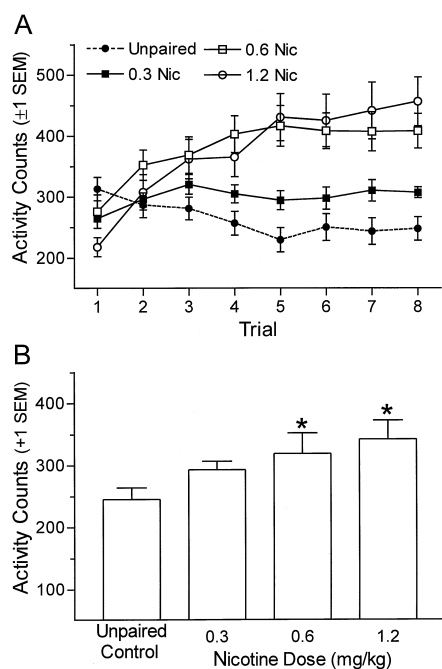 A
Unpaired
0.6 Nic
0.3 Nic
1.2 Nic
Activity Counts (±1 SEM)
500
400
300
200
1 2 3 4 5 6 7 8
Trial
B
Activity Counts (+1 SEM)
400
300
200
100
* *
Unpaired Control
0.3 0.6 1.2
Nicotine Dose (mg/kg)